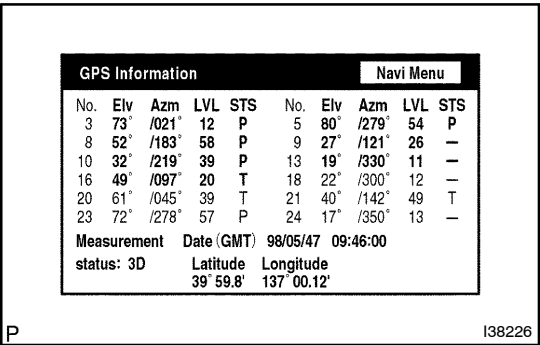 GPS Information Navi Menu
No. Elv Azm LVL STS No. Elv Azm LVL STS
3 73° /021° 12 P 5 80° /279° 54 P
8 52° /183° 58 P 9 27° /121° 26 –
10 32° /219° 39 P 13 19° /330° 11 –
16 49° /097° 20 T 18 22° /300° 12 –
20 61° /045° 39 T 21 40° /142° 49 T
23 72° /278° 57 P 24 17° /350° 13 –
Measurement Date (GMT) 98/05/47 09:46:00
status: 3D Latitude Longitude
39° 59.8' 137° 00.12'
P I38226